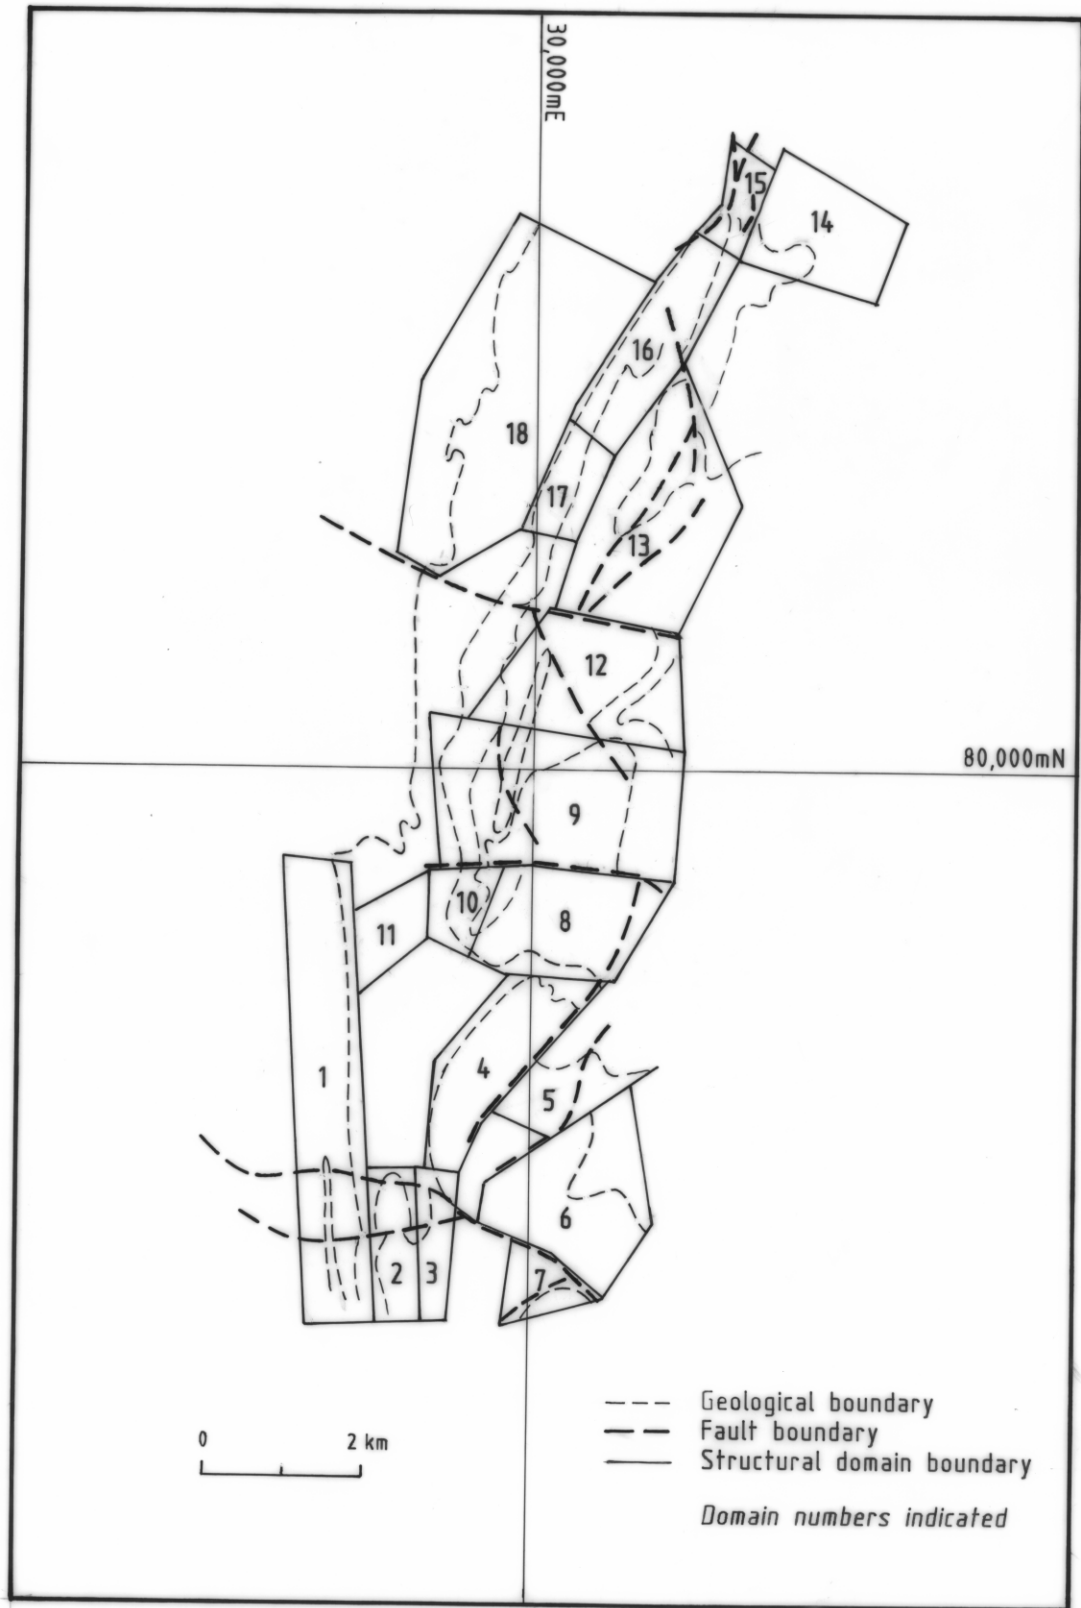 30,000mE
15
14
16
18
17
13
12
80,000mN
9
10
8
11
4
1
5
6
2
3
7
Geological boundary
0 2 km
Fault boundary
Structural domain boundary
Domain numbers indicated